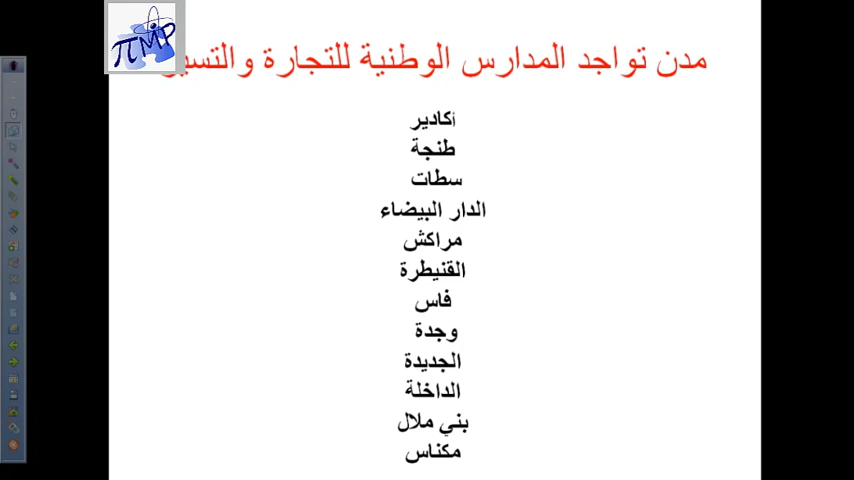 πMP
مدن تواجد المدارس الوطنية للتجارة
أكادير
طنجة
سطات
الدار البيضاء
مراكش
القنيطرة
فاس
وجدة
الجديدة
الداخلة
بني ملال
مكناس